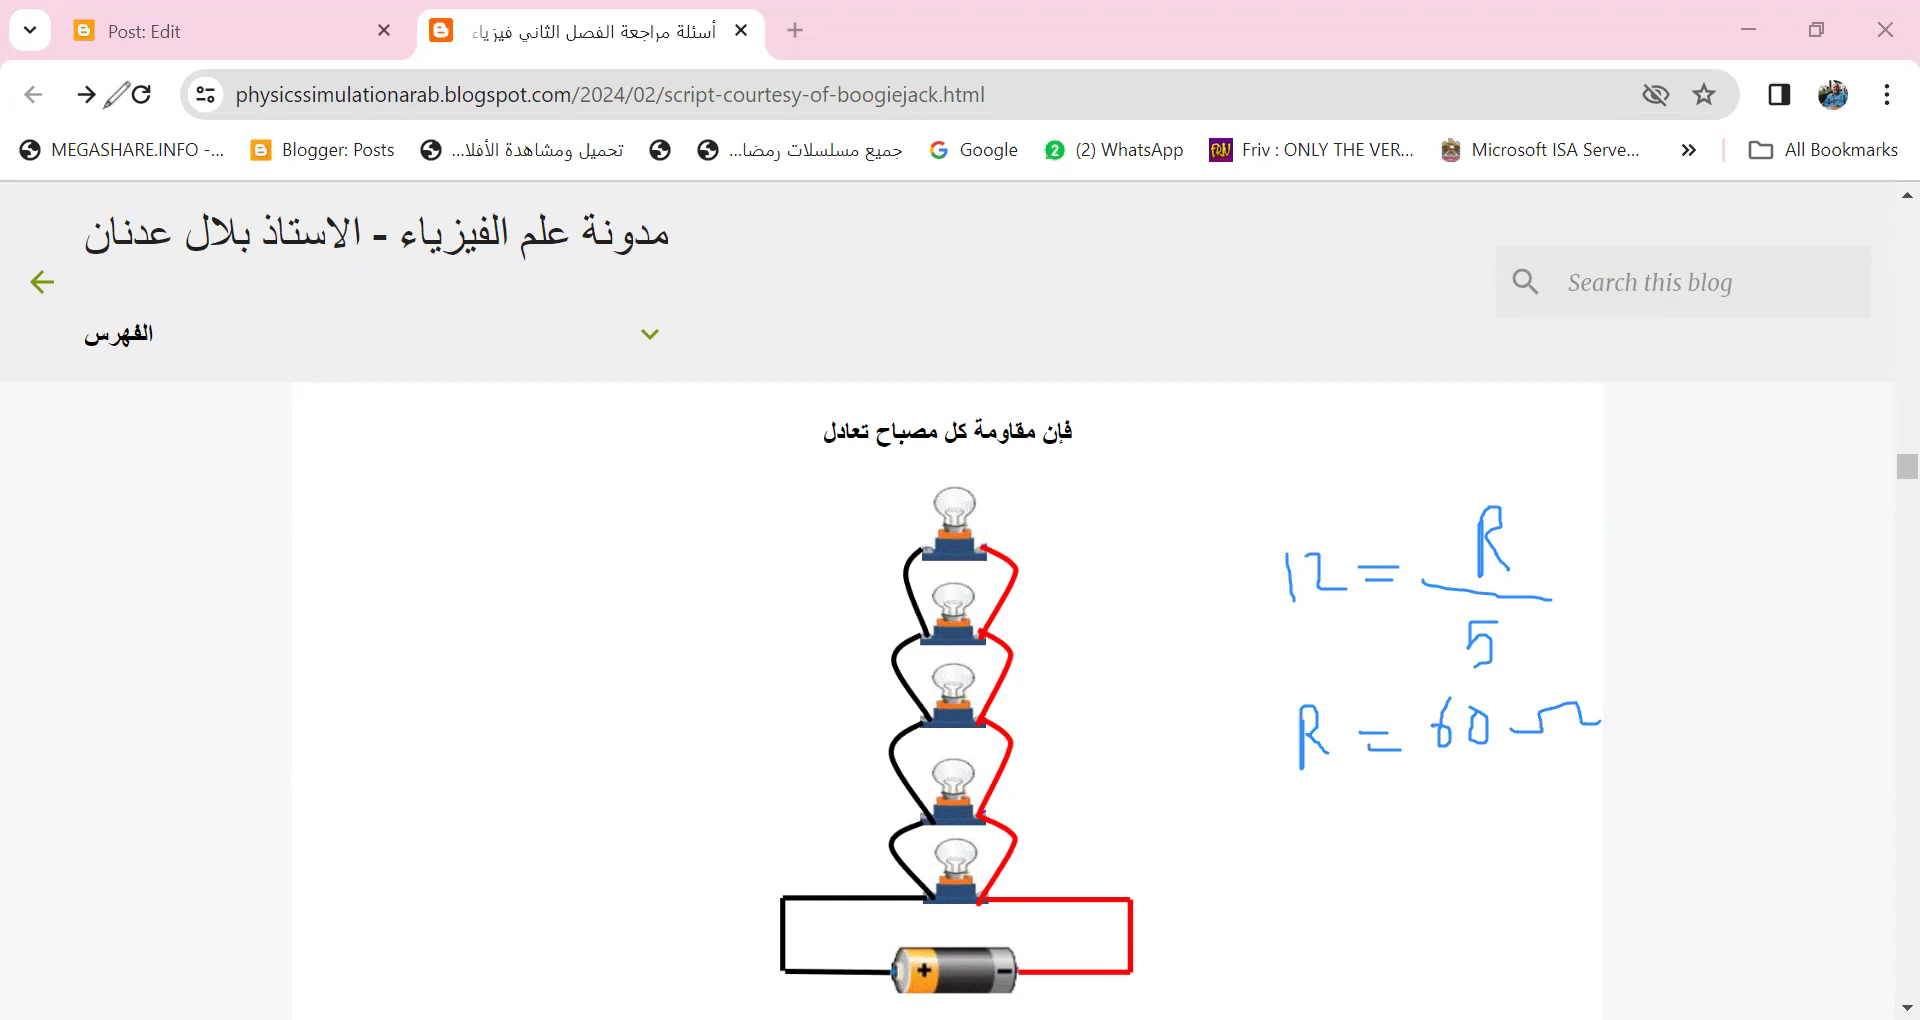 Post: Edit
أسئلة مراجعة الفصل الثاني فيزياء
physicssimulationarab.blogspot.com/2024/02/script-courtesy-of-boogiejack.html
MEGASHARE.INFO -...
Blogger: Posts
تحميل ومشاهدة الأفلا...
جميع مسلسلات رمضا...
Google
2
(2) WhatsApp
FRIV
Friv : ONLY THE VER...
Microsoft ISA Serve...
All Bookmarks
مدونة علم الفيزياء - الاستاذ بلال عدنان
Search this blog
الفهرس
فإن مقاومة كل مصباح تعادل
12 = R
5
R = 60 Ω
+ −